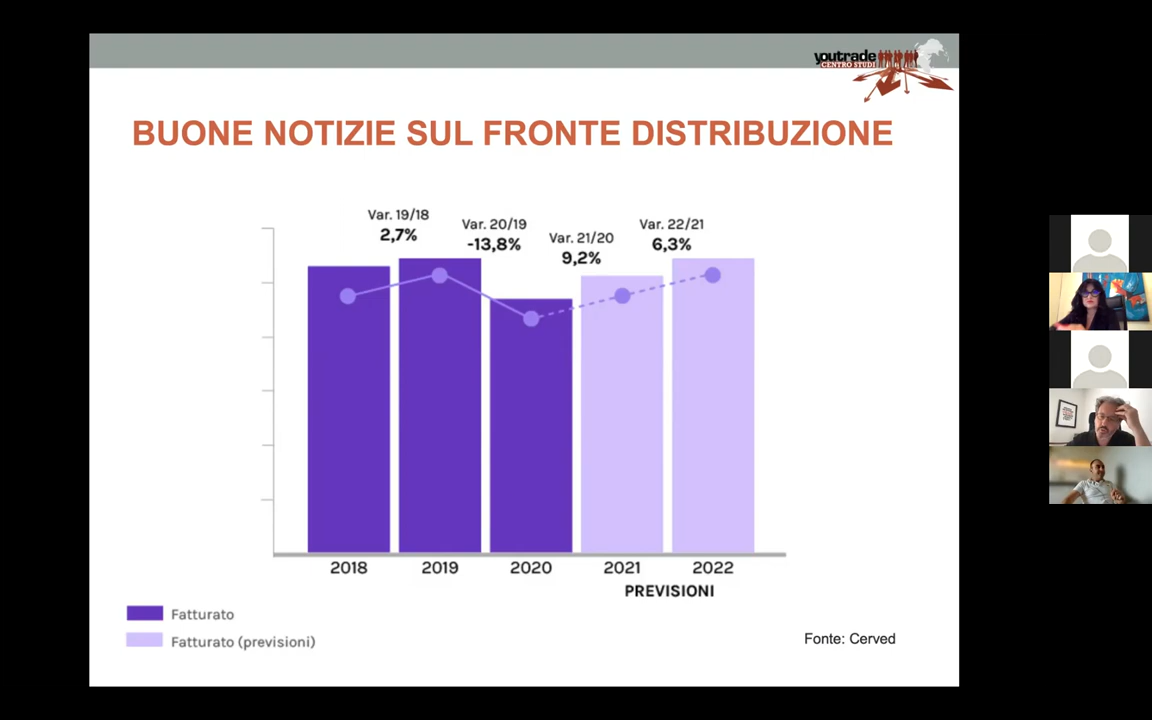 youtrade
CENTRO STUDI
BUONE NOTIZIE SUL FRONTE DISTRIBUZIONE
Var. 19/18
2,7%
Var. 20/19
-13,8%
Var. 21/20
9,2%
Var. 22/21
6,3%
2018
2019
2020
2021
2022
PREVISIONI
Fatturato
Fatturato (previsioni)
Fonte: Cerved